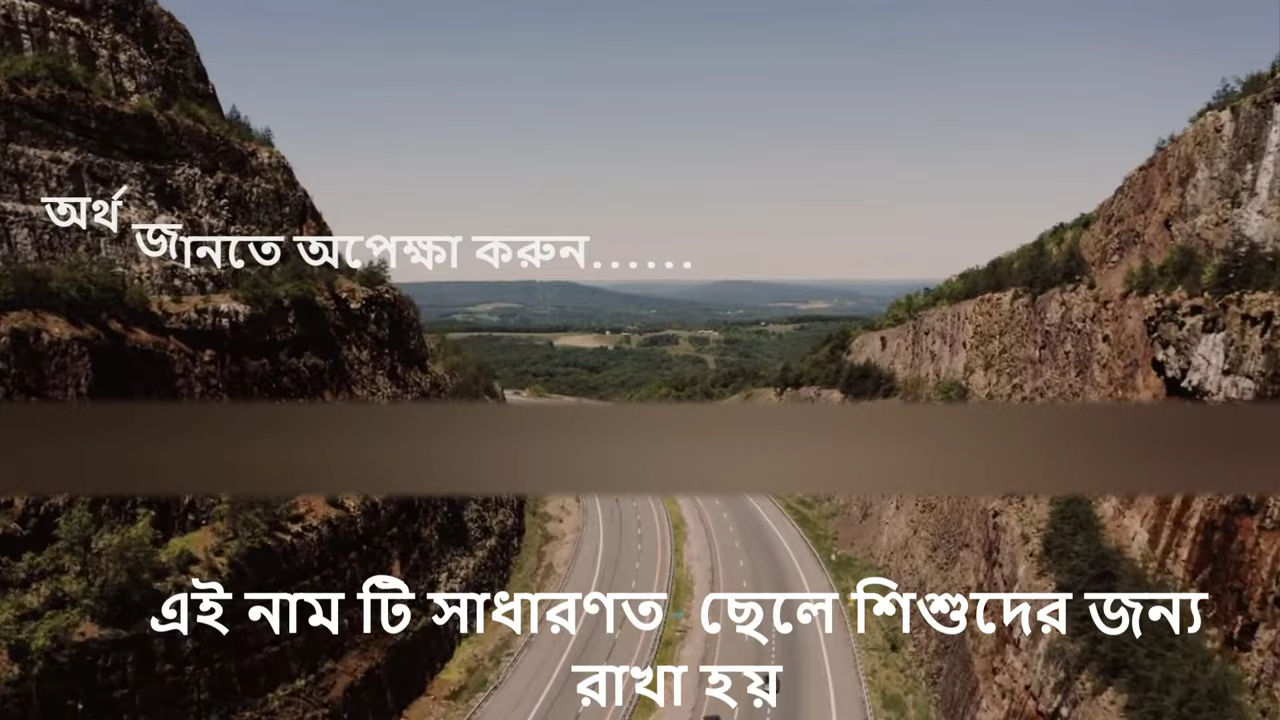 অর্থ জানতে অপেক্ষা করুন......
এই নাম টি সাধারণত ছেলে শিশুদের জন্য
রাখা হয়